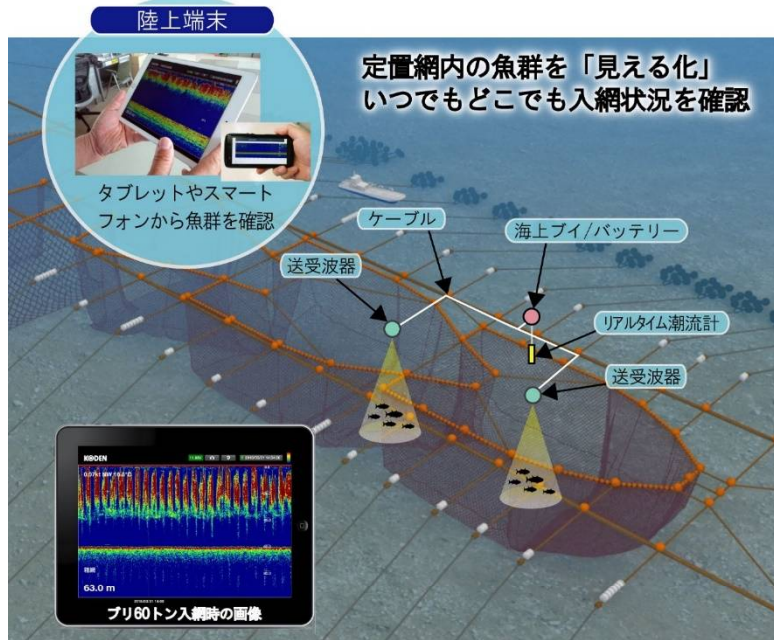 陸上端末
定置網内の魚群を「見える化」
いつでもどこでも入網状況を確認
タブレットやスマート
フォンから魚群を確認
ケーブル
海上ブイ/バッテリー
送受波器
リアルタイム潮流計
送受波器
KODEN
63.0 m
ブリ60トン入網時の画像